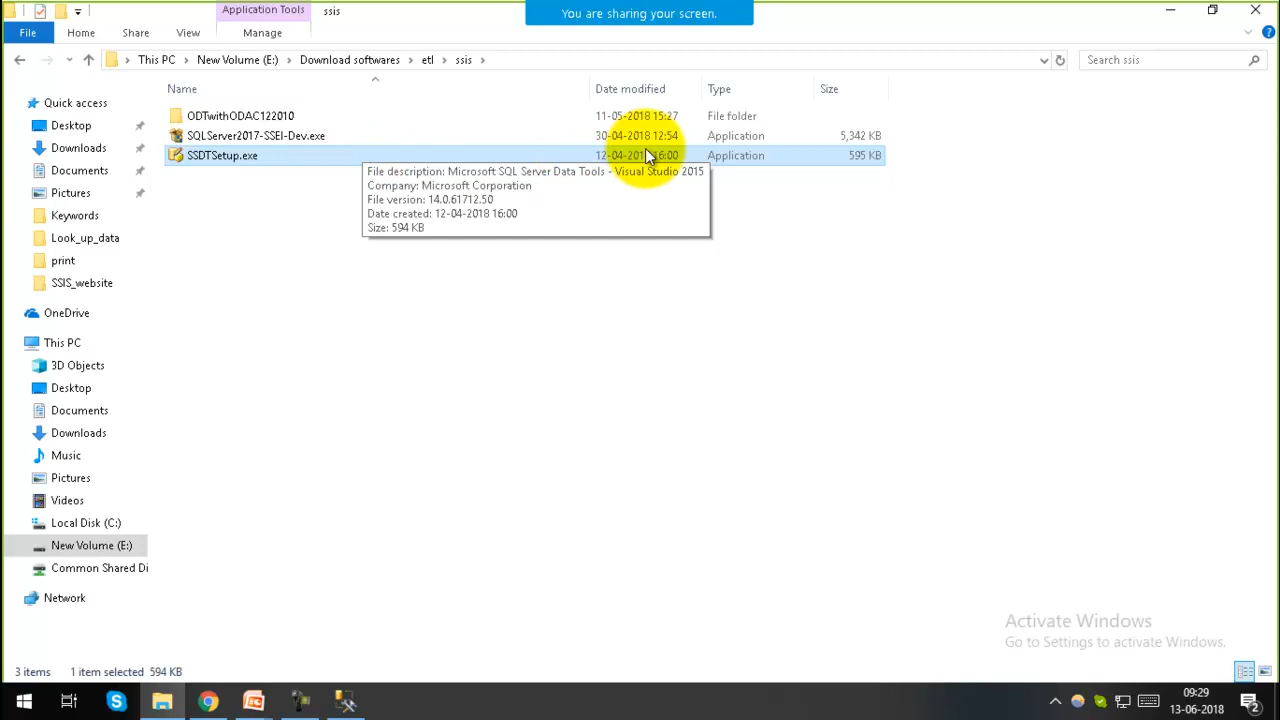 Application Tools
ssis
You are sharing your screen.
File
Home
Share
View
Manage
This PC
New Volume (E:)
Download softwares
etl
ssis
Search ssis
Name
Date modified
Type
Size
ODTwithODAC122010
11-05-2018 15:27
File folder
SQLServer2017-SSEI-Dev.exe
30-04-2018 12:54
Application
5,342 KB
SSDTSetup.exe
12-04-2018 16:00
Application
595 KB
File description: Microsoft SQL Server Data Tools - Visual Studio 2015
Company: Microsoft Corporation
File version: 14.0.61712.50
Date created: 12-04-2018 16:00
Size: 594 KB
Quick access
Desktop
Downloads
Documents
Pictures
Keywords
Look_up_data
print
SSIS_website
OneDrive
This PC
3D Objects
Desktop
Documents
Downloads
Music
Pictures
Videos
Local Disk (C:)
New Volume (E:)
Common Shared Di
Network
Activate Windows
Go to Settings to activate Windows.
3 items
1 item selected 594 KB
09:29
13-06-2018
2